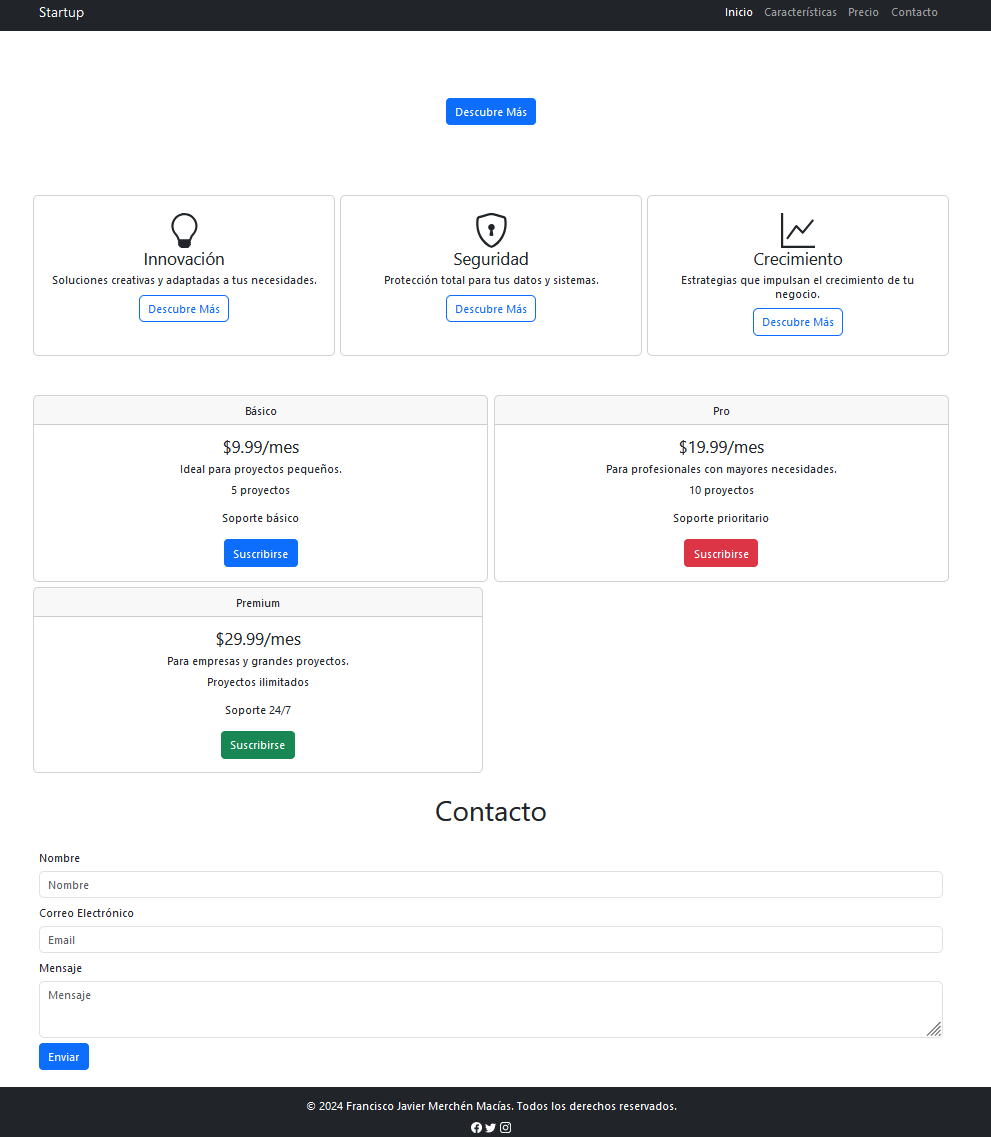 Startup
Inicio Características Precio Contacto
Descubre Más
Innovación
Soluciones creativas y adaptadas a tus necesidades.
Descubre Más
Seguridad
Protección total para tus datos y sistemas.
Descubre Más
Crecimiento
Estrategias que impulsan el crecimiento de tu
negocio.
Descubre Más
Básico
$9.99/mes
Ideal para proyectos pequeños.
5 proyectos
Soporte básico
Suscribirse
Pro
$19.99/mes
Para profesionales con mayores necesidades.
10 proyectos
Soporte prioritario
Suscribirse
Premium
$29.99/mes
Para empresas y grandes proyectos.
Proyectos ilimitados
Soporte 24/7
Suscribirse
Contacto
Nombre
Nombre
Correo Electrónico
Email
Mensaje
Mensaje
Enviar
© 2024 Francisco Javier Merchén Macías. Todos los derechos reservados.